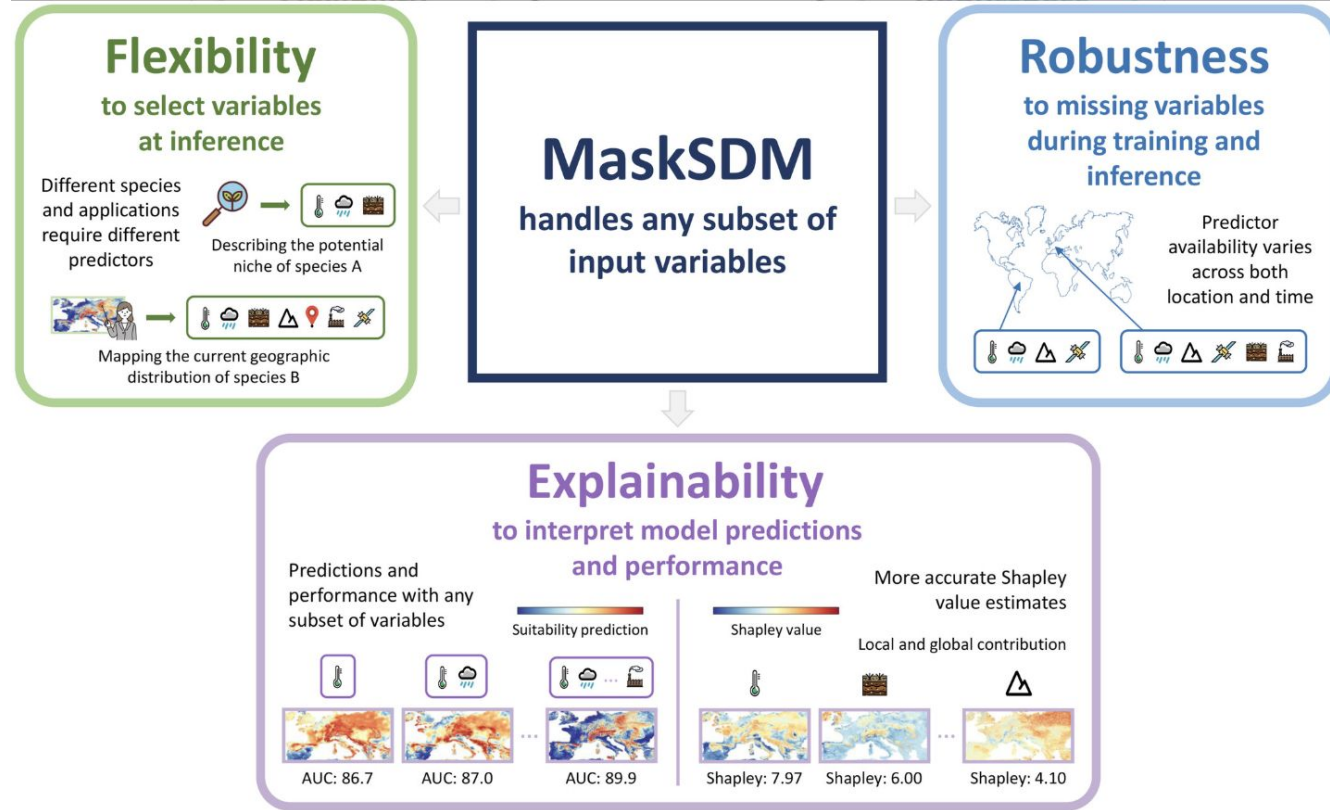 Flexibility
to select variables
at inference
Different species
and applications
require different
predictors
Describing the potential
niche of species A
Mapping the current geographic
distribution of species B
MaskSDM
handles any subset of
input variables
Robustness
to missing variables
during training and
inference
Predictor
availability varies
across both
location and time
Explainability
to interpret model predictions
and performance
Predictions and
performance with any
subset of variables
Suitability prediction
...
AUC: 86.7
AUC: 87.0
...
AUC: 89.9
More accurate Shapley
value estimates
Shapley value
Local and global contribution
Shapley: 7.97
Shapley: 6.00
...
Shapley: 4.10